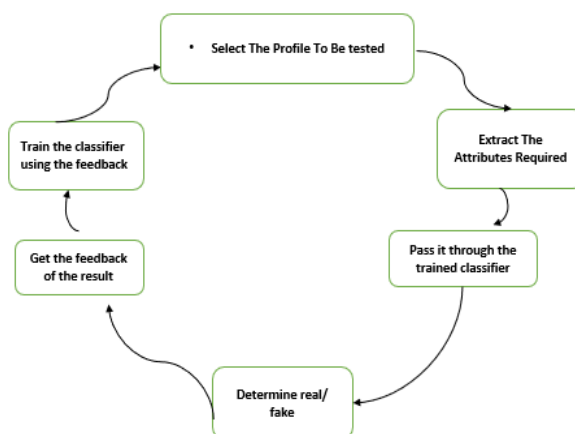 • Select The Profile To Be tested
Extract The
Attributes Required
Pass it through the
trained classifier
Determine real/
fake
Get the feedback
of the result
Train the classifier
using the feedback